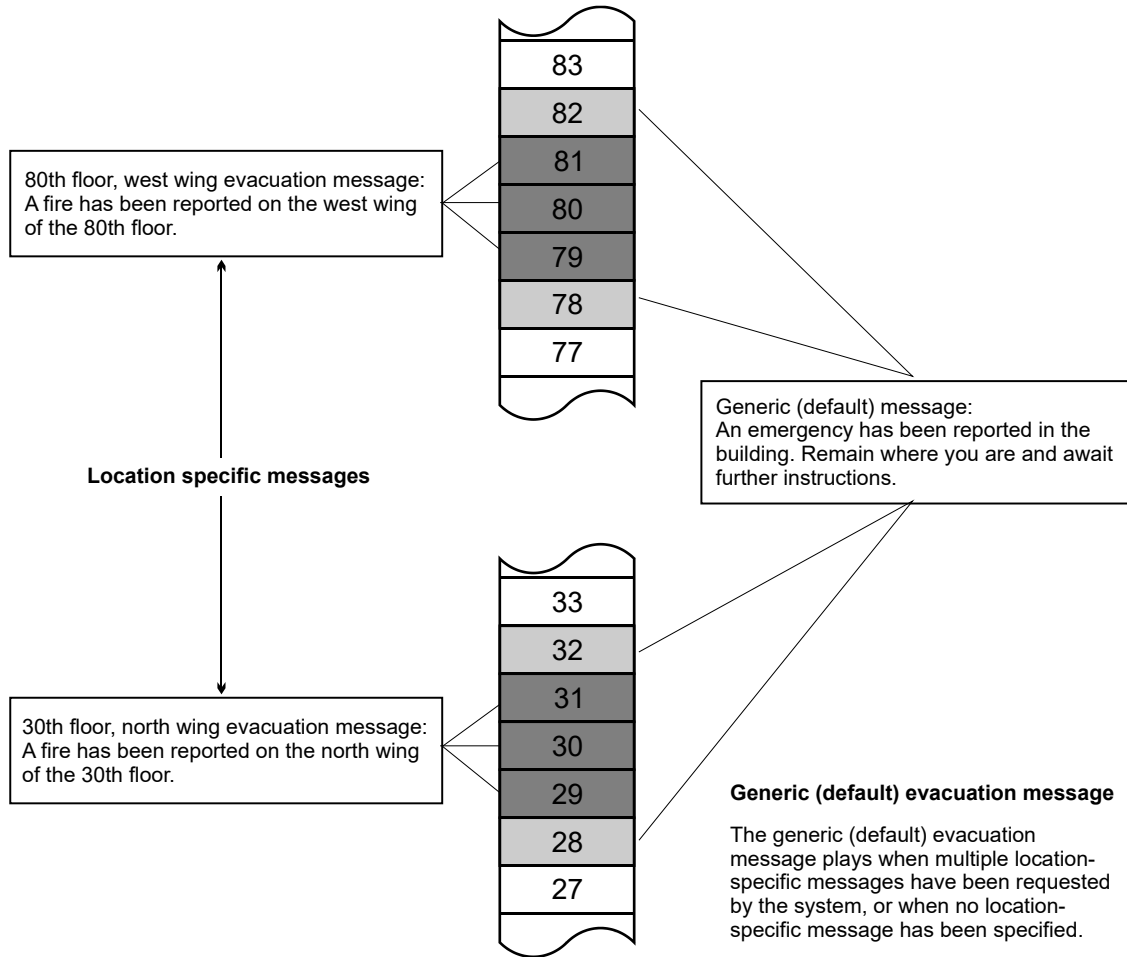 83
82
81
80
79
78
77
80th floor, west wing evacuation message:
A fire has been reported on the west wing
of the 80th floor.
Generic (default) message:
An emergency has been reported in the
building. Remain where you are and await
further instructions.
Location specific messages
33
32
31
30
29
28
27
30th floor, north wing evacuation message:
A fire has been reported on the north wing
of the 30th floor.
Generic (default) evacuation message
The generic (default) evacuation
message plays when multiple location-
specific messages have been requested
by the system, or when no location-
specific message has been specified.